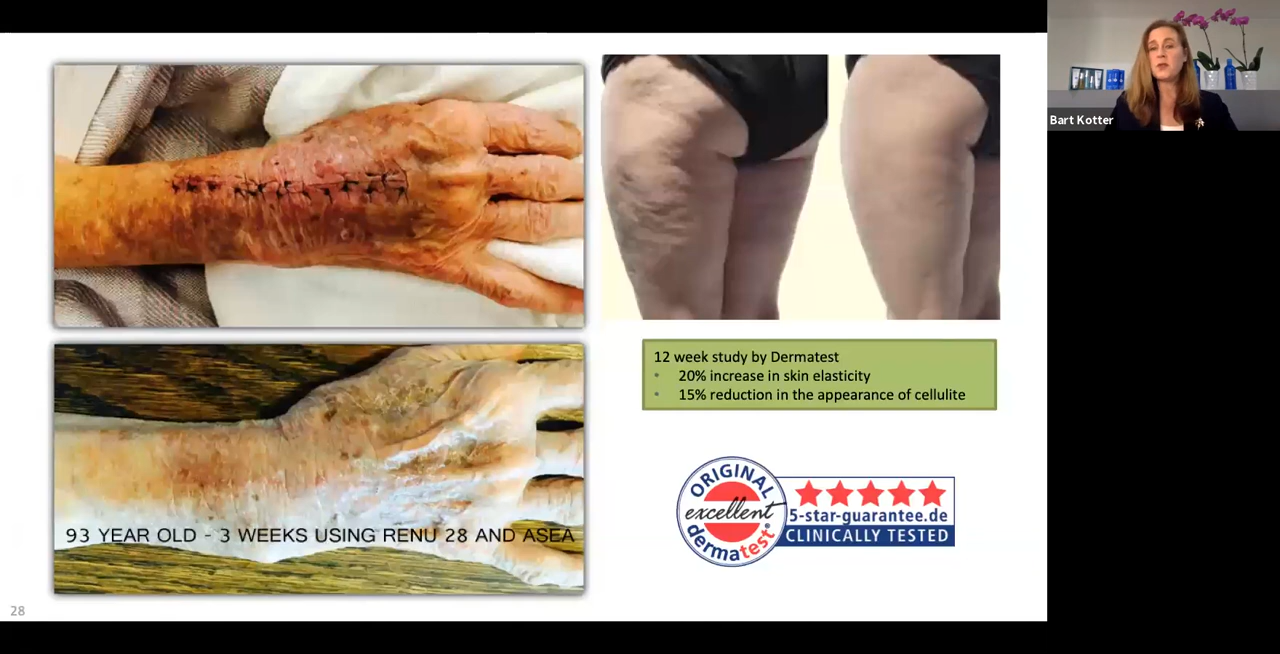 Bart Kotter
12 week study by Dermatest
• 20% increase in skin elasticity
• 15% reduction in the appearance of cellulite
ORIGINAL
excellent
dermatest®
5-star-guarantee.de
CLINICALLY TESTED
93 YEAR OLD - 3 WEEKS USING RENU 28 AND ASEA
28